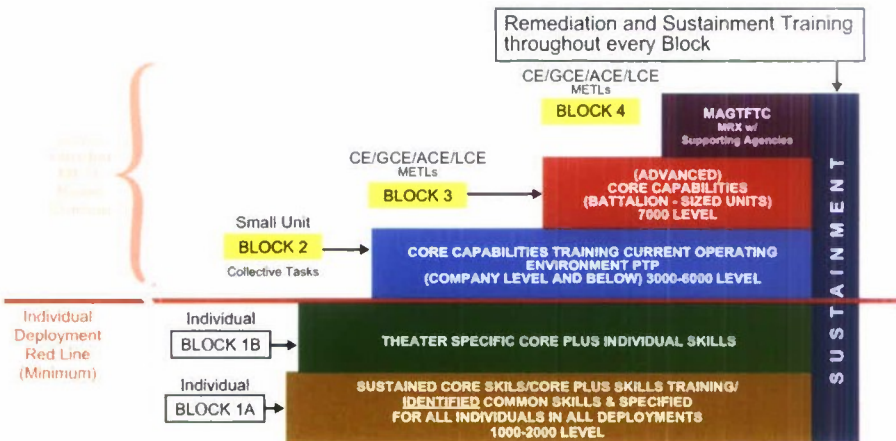 Remediation and Sustainment Training
throughout every Block
CE/GCE/ACE/LCE
METLs
BLOCK 4
MAGTFTC
MRX w/
Supporting Agencies
CE/GCE/ACE/LCE
METLs
BLOCK 3
(ADVANCED)
CORE CAPABILITIES
(BATTALION - SIZED UNITS)
7000 LEVEL
Small Unit
BLOCK 2
Collective Tasks
CORE CAPABILITIES TRAINING CURRENT OPERATING
ENVIRONMENT PTP
(COMPANY LEVEL AND BELOW) 3000-6000 LEVEL
SUSTAINMENT
Individual
Deployment
Red Line
(Minimum)
Individual
BLOCK 1B
THEATER SPECIFIC CORE PLUS INDIVIDUAL SKILLS
Individual
BLOCK 1A
SUSTAINED CORE SKILS/CORE PLUS SKILLS TRAINING/
IDENTIFIED COMMON SKILLS & SPECIFIED
FOR ALL INDIVIDUALS IN ALL DEPLOYMENTS
1000-2000 LEVEL